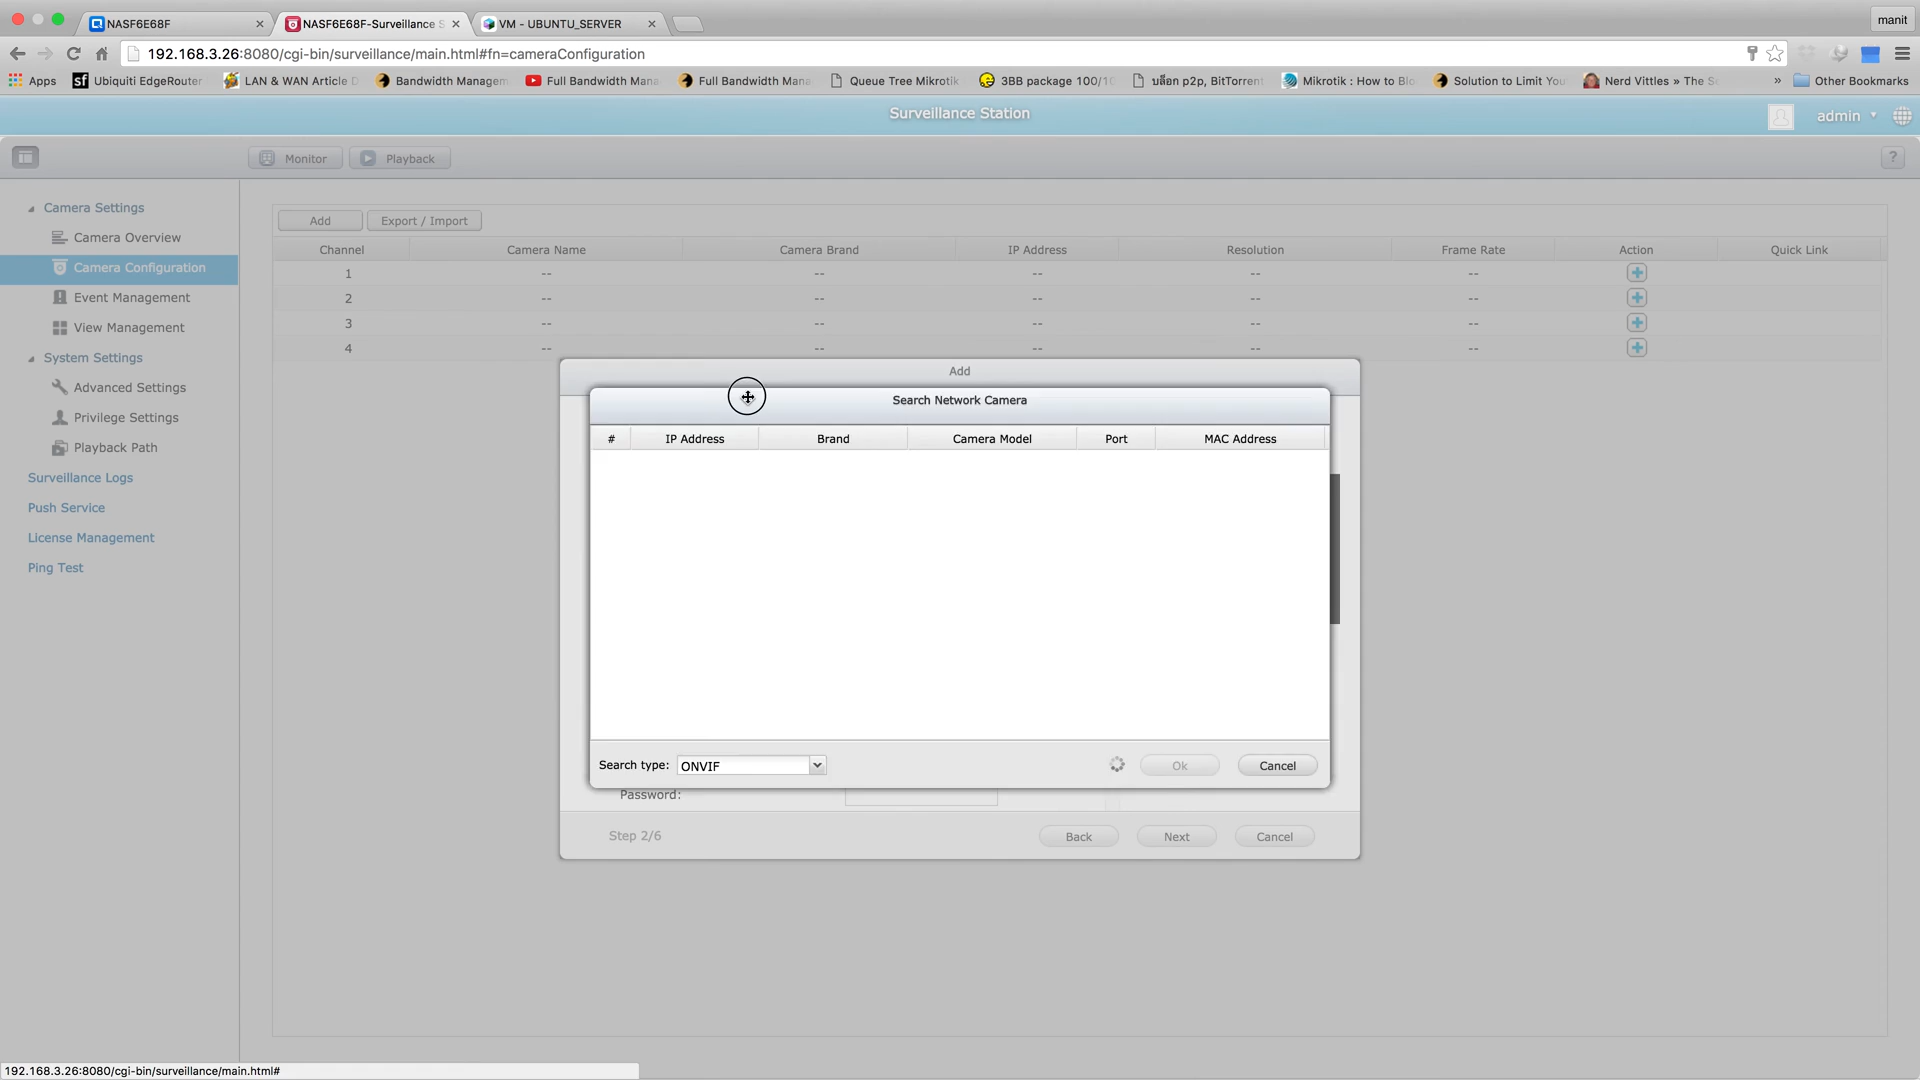 NASF6E68F
NASF6E68F-Surveillance S
VM - UBUNTU_SERVER
manit
192.168.3.26:8080/cgi-bin/surveillance/main.html#fn=cameraConfiguration
Apps
Ubiquiti EdgeRouter
LAN & WAN Article D
Bandwidth Managem
Full Bandwidth Mana
Full Bandwidth Mana
Queue Tree Mikrotik
3BB package 100/10
บล๊อก p2p, BitTorrent
Mikrotik : How to Blo
Solution to Limit You
Nerd Vittles » The S
»
Other Bookmarks
Surveillance Station
admin
Monitor
Playback
?
Camera Settings
Camera Overview
Camera Configuration
Event Management
View Management
System Settings
Advanced Settings
Privilege Settings
Playback Path
Surveillance Logs
Push Service
License Management
Ping Test
Add
Export / Import
Channel Camera Name Camera Brand IP Address Resolution Frame Rate Action Quick Link
1 -- -- -- -- --
2 -- -- -- -- --
3 -- -- -- -- --
4 -- -- -- -- --
Add
Search Network Camera
# IP Address Brand Camera Model Port MAC Address
Search type: ONVIF
Ok
Cancel
Password:
Step 2/6
Back
Next
Cancel
192.168.3.26:8080/cgi-bin/surveillance/main.html#